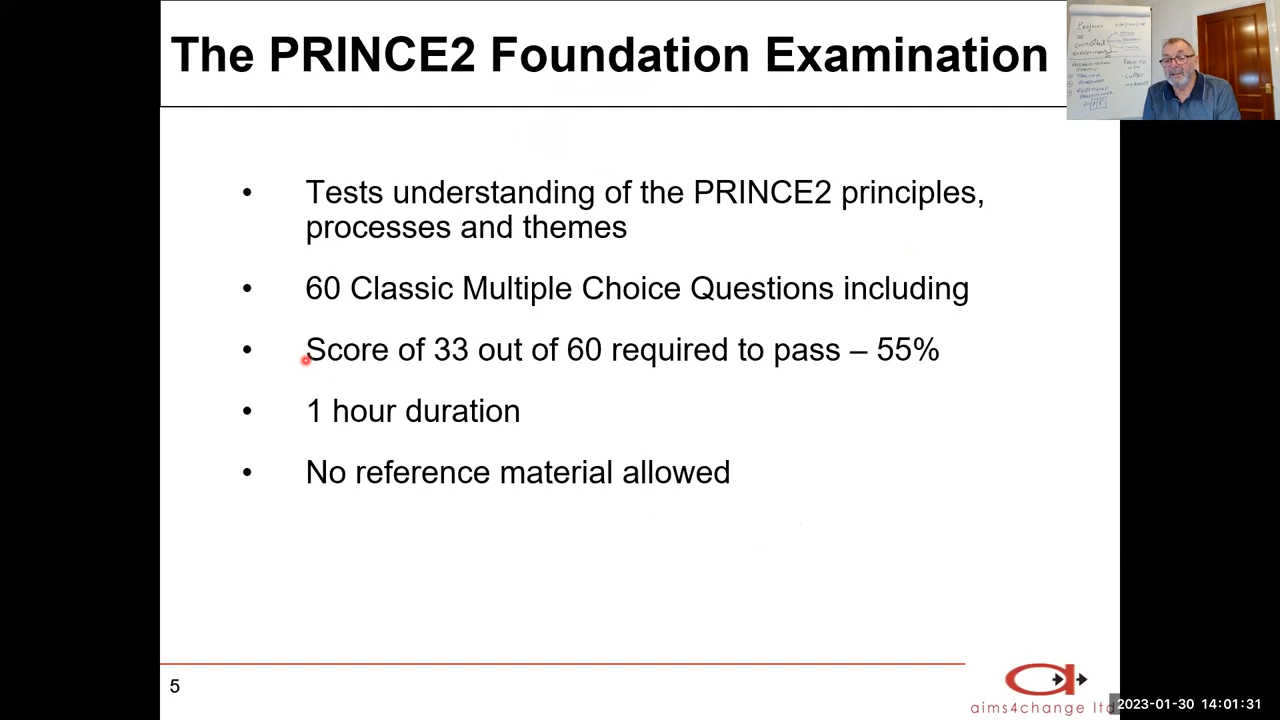 The PRINCE2 Foundation Examination
• Tests understanding of the PRINCE2 principles,
processes and themes
• 60 Classic Multiple Choice Questions including
• Score of 33 out of 60 required to pass – 55%
• 1 hour duration
• No reference material allowed
5
aims4change ltd
2023-01-30 14:01:31